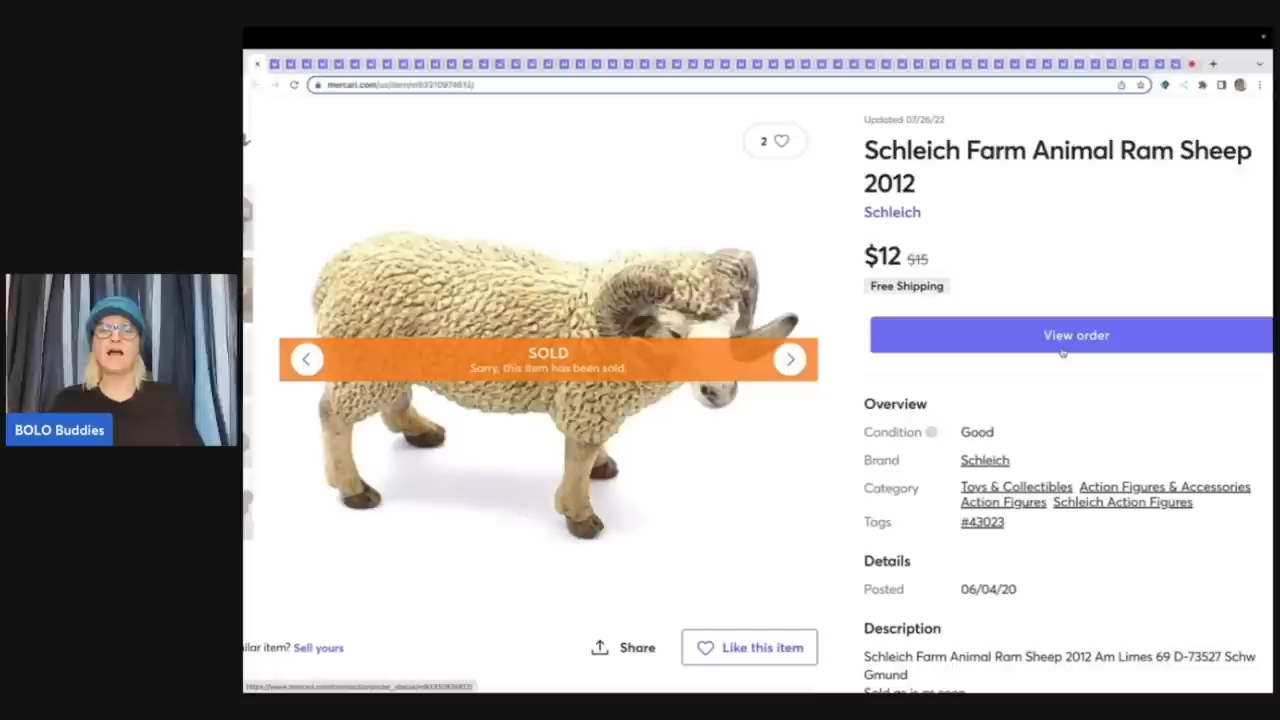 mercari.com/us/item/m93310974612/
Updated 07/26/22
2
Schleich Farm Animal Ram Sheep
2012
Schleich
$12 $15
Free Shipping
View order
SOLD
Sorry, this item has been sold.
BOLO Buddies
Overview
Condition Good
Brand Schleich
Category Toys & Collectibles Action Figures & Accessories
Action Figures Schleich Action Figures
Tags #43023
Details
Posted 06/04/20
Description
Schleich Farm Animal Ram Sheep 2012 Am Limes 69 D-73527 Schw
Gmund
ilar item? Sell yours
Share
Like this item